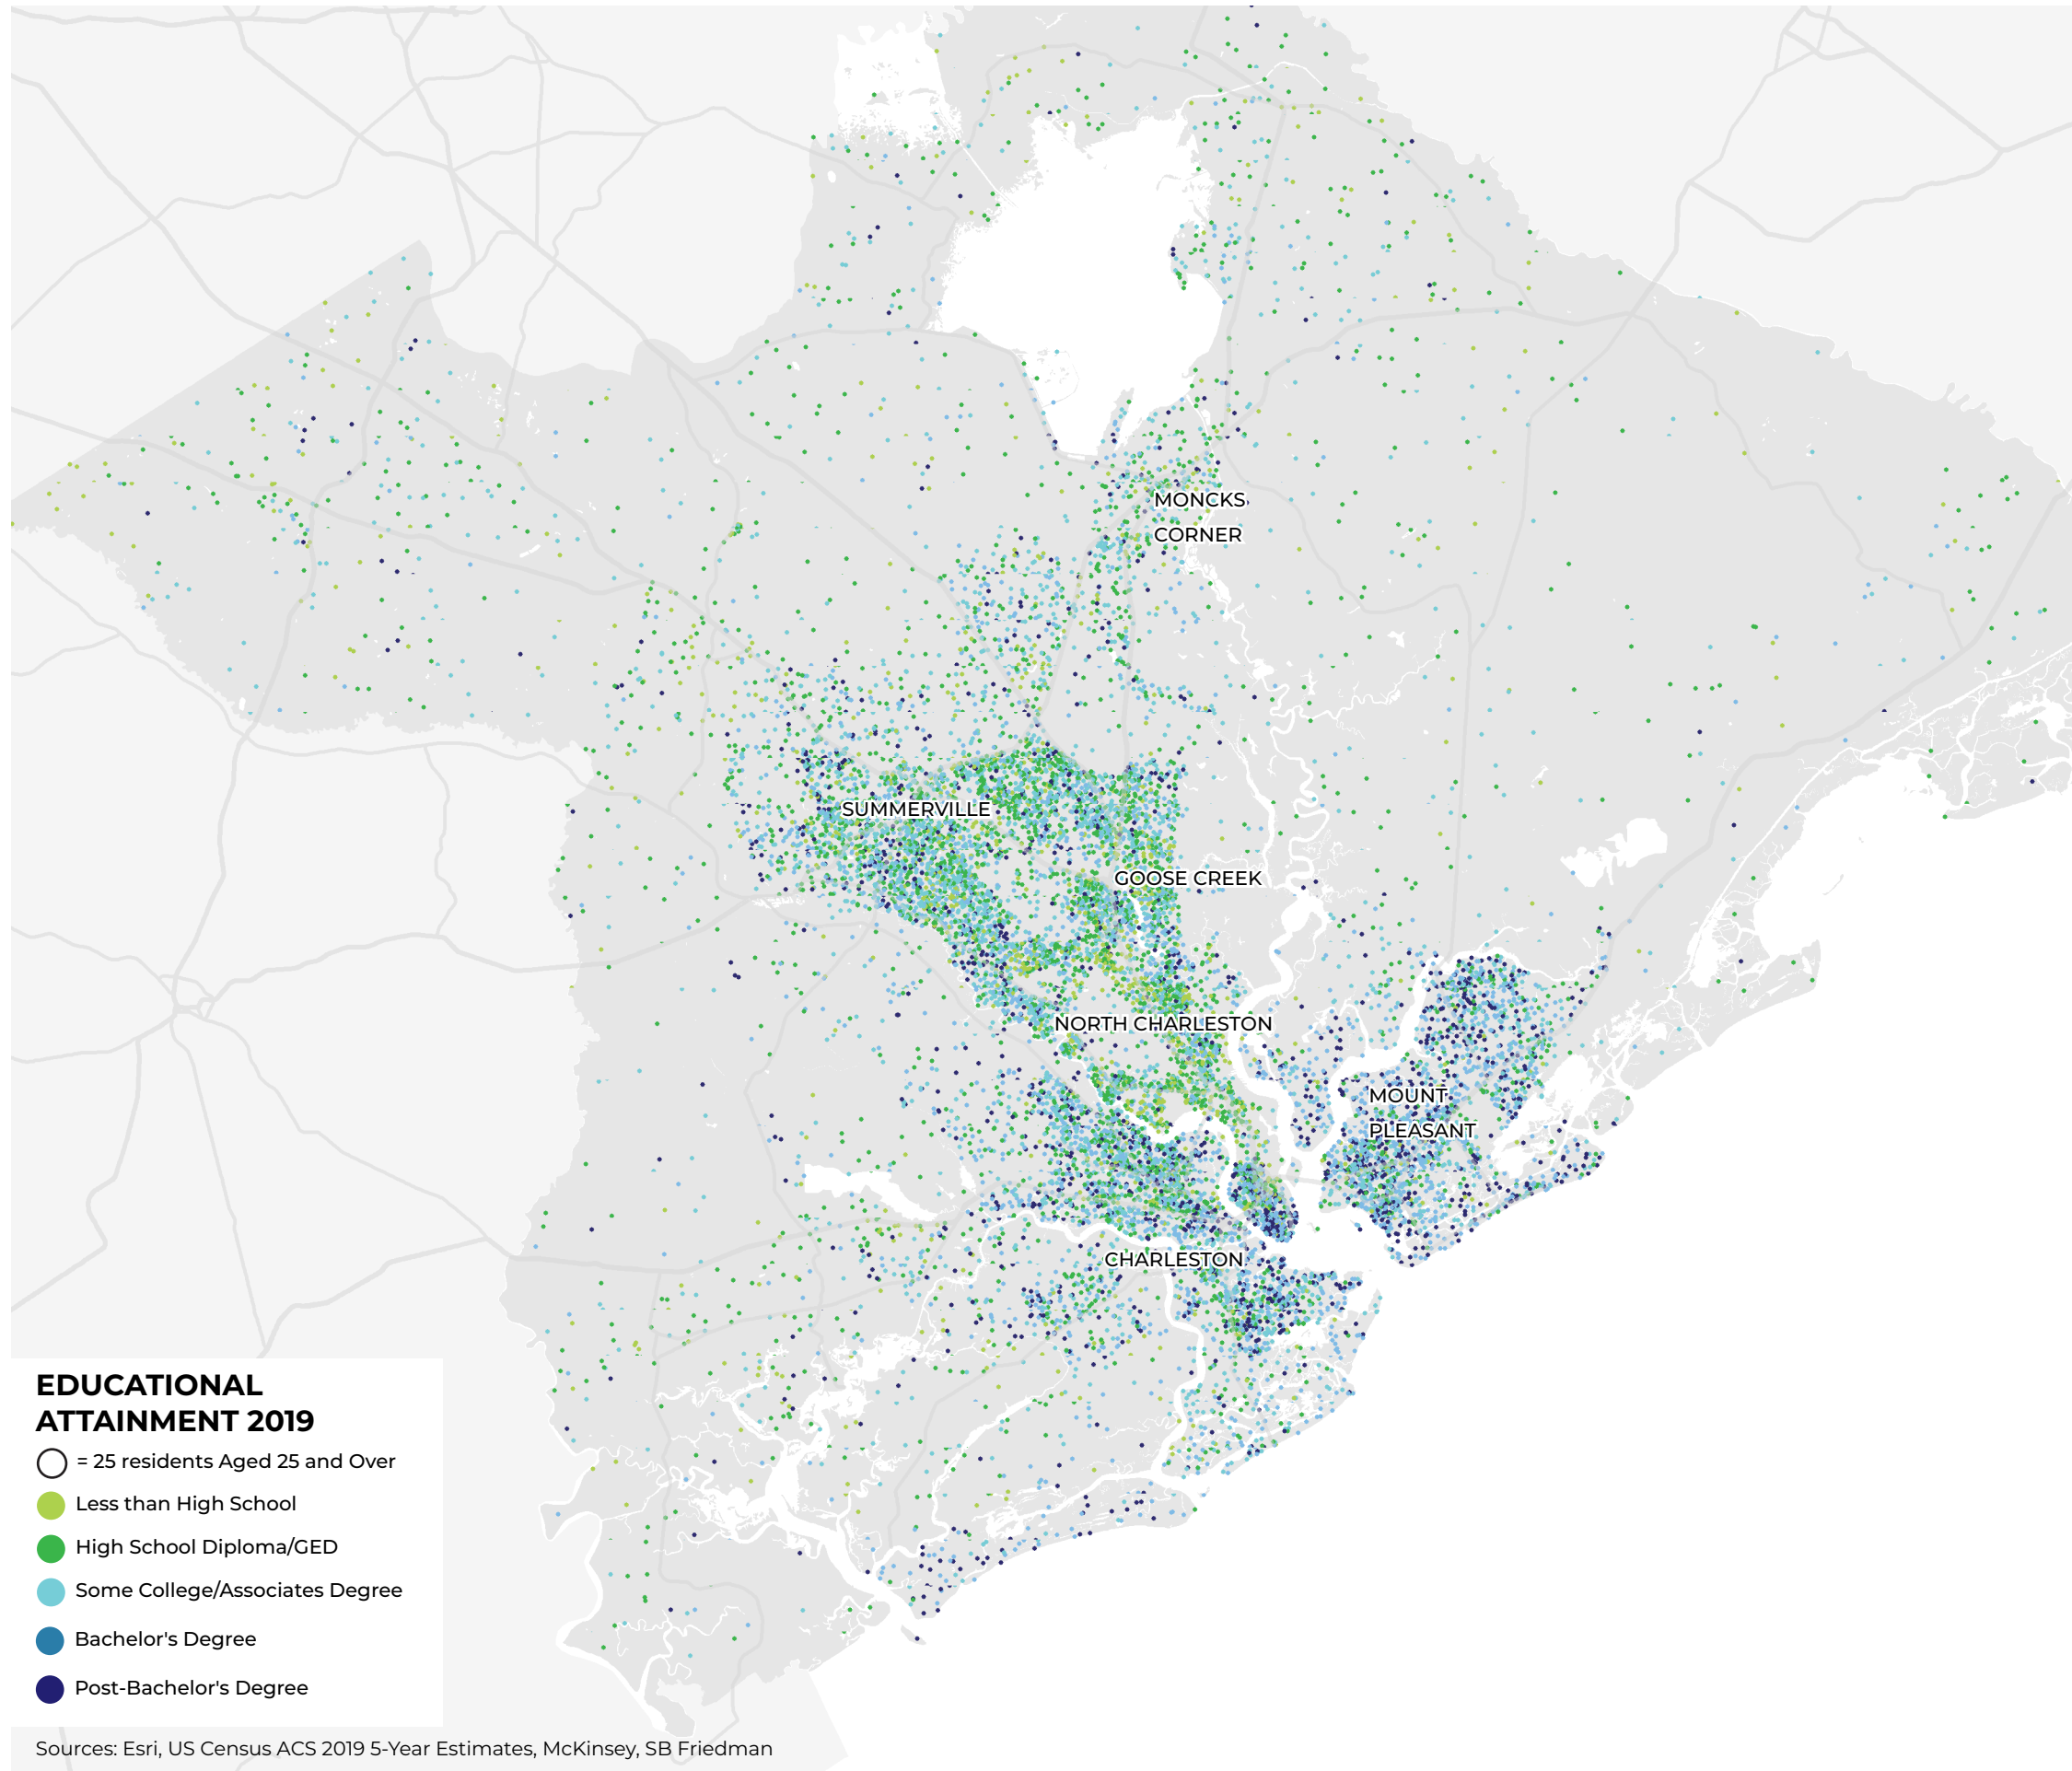 MONCKS
CORNER
SUMMERVILLE
GOOSE CREEK
NORTH CHARLESTON
MOUNT
PLEASANT
CHARLESTON
EDUCATIONAL
ATTAINMENT 2019
= 25 residents Aged 25 and Over
Less than High School
High School Diploma/GED
Some College/Associates Degree
Bachelor's Degree
Post-Bachelor's Degree
Sources: Esri, US Census ACS 2019 5-Year Estimates, McKinsey, SB Friedman